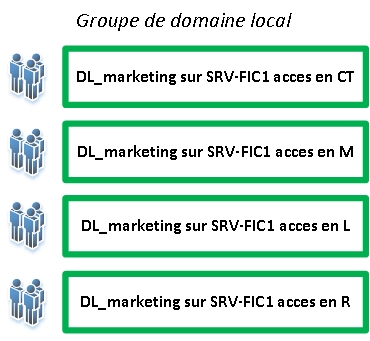 Groupe de domaine local
DL_marketing sur SRV-FIC1 acces en CT
DL_marketing sur SRV-FIC1 acces en M
DL_marketing sur SRV-FIC1 acces en L
DL_marketing sur SRV-FIC1 acces en R